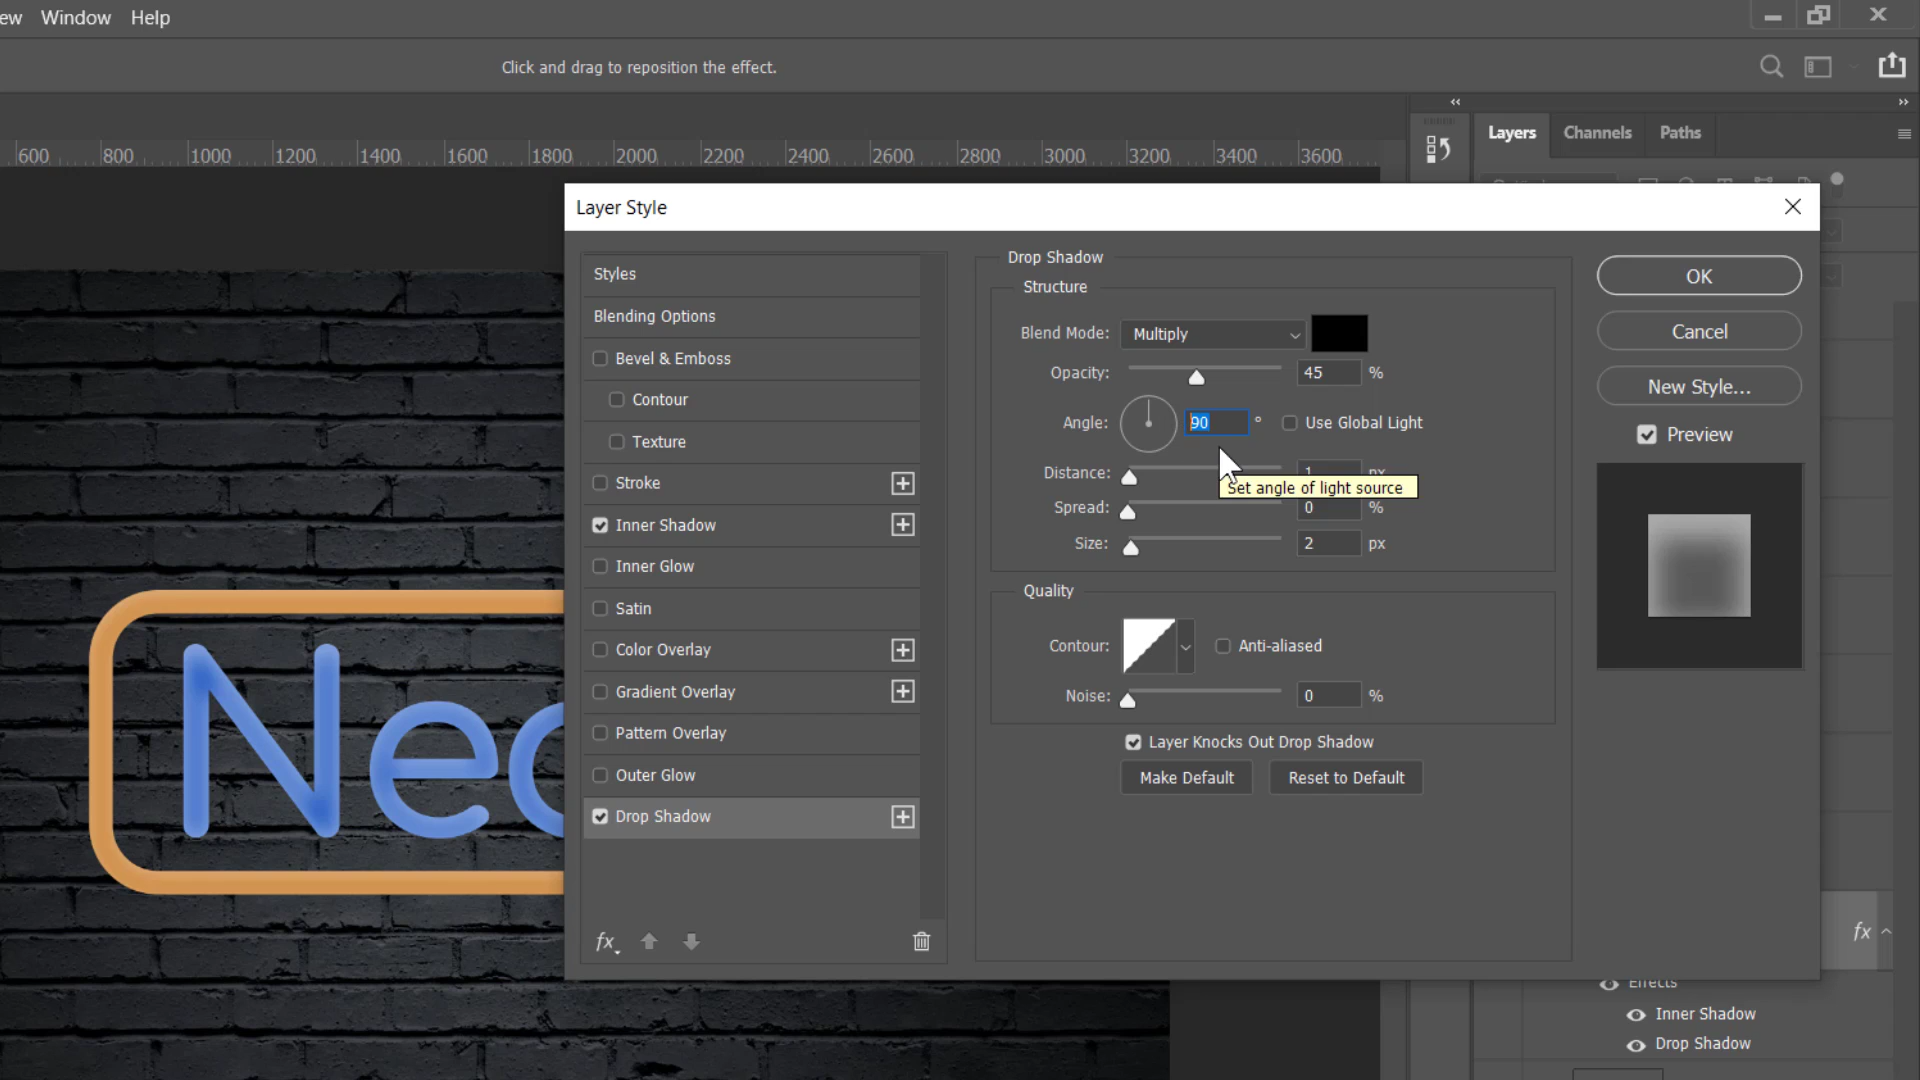 ew Window Help
Click and drag to reposition the effect.
600 800 1000 1200 1400 1600 1800 2000 2200 2400 2600 2800 3000 3200 3400 3600
Layers Channels Paths
Layer Style
Styles
Blending Options
Bevel & Emboss
Contour
Texture
Stroke
Inner Shadow
Inner Glow
Satin
Color Overlay
Gradient Overlay
Pattern Overlay
Outer Glow
Drop Shadow
fx
Drop Shadow
Structure
Blend Mode: Multiply
Opacity: 45 %
Angle: 90 ° Use Global Light
Distance: 1 px
Set angle of light source
Spread: 0 %
Size: 2 px
Quality
Contour: Anti-aliased
Noise: 0 %
Layer Knocks Out Drop Shadow
Make Default Reset to Default
OK
Cancel
New Style...
Preview
Neo
fx
Effects
Inner Shadow
Drop Shadow